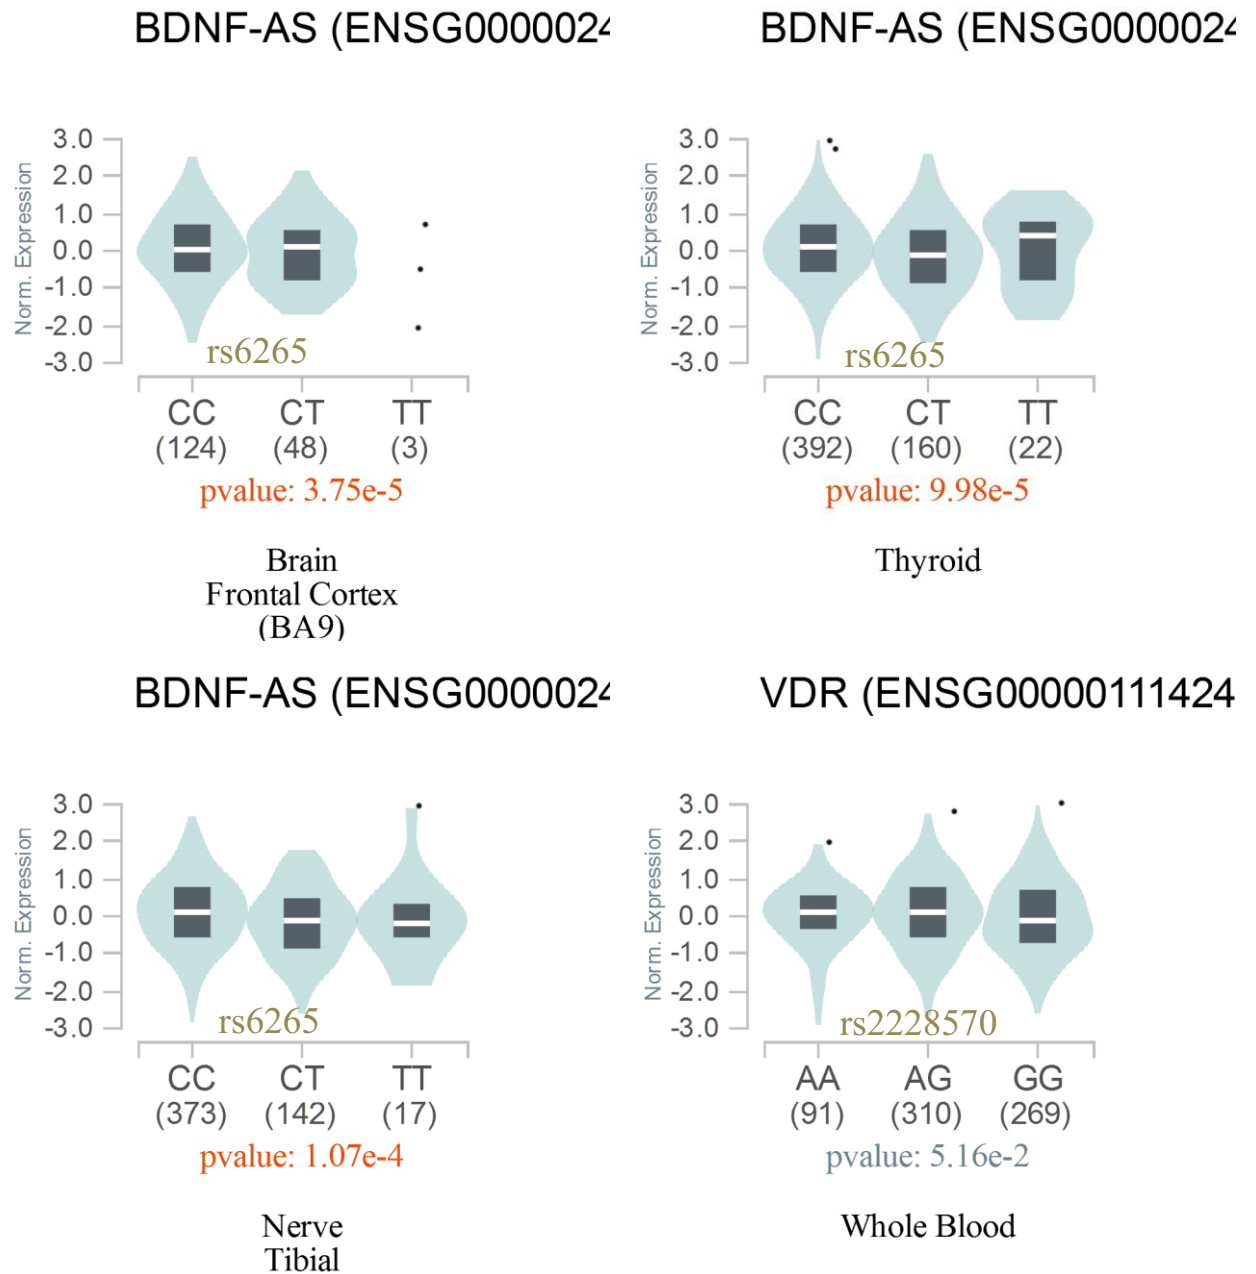 BDNF-AS (ENSG0000024
Norm. Expression
3.0
2.0
1.0
0.0
-1.0
-2.0
-3.0
rs6265
CC CT TT
(124) (48) (3)
pvalue: 3.75e-5
Brain
Frontal Cortex
(BA9)
BDNF-AS (ENSG0000024
Norm. Expression
3.0
2.0
1.0
0.0
-1.0
-2.0
-3.0
rs6265
CC CT TT
(392) (160) (22)
pvalue: 9.98e-5
Thyroid
BDNF-AS (ENSG0000024
Norm. Expression
3.0
2.0
1.0
0.0
-1.0
-2.0
-3.0
rs6265
CC CT TT
(373) (142) (17)
pvalue: 1.07e-4
Nerve
Tibial
VDR (ENSG00000111424
Norm. Expression
3.0
2.0
1.0
0.0
-1.0
-2.0
-3.0
rs2228570
AA AG GG
(91) (310) (269)
pvalue: 5.16e-2
Whole Blood